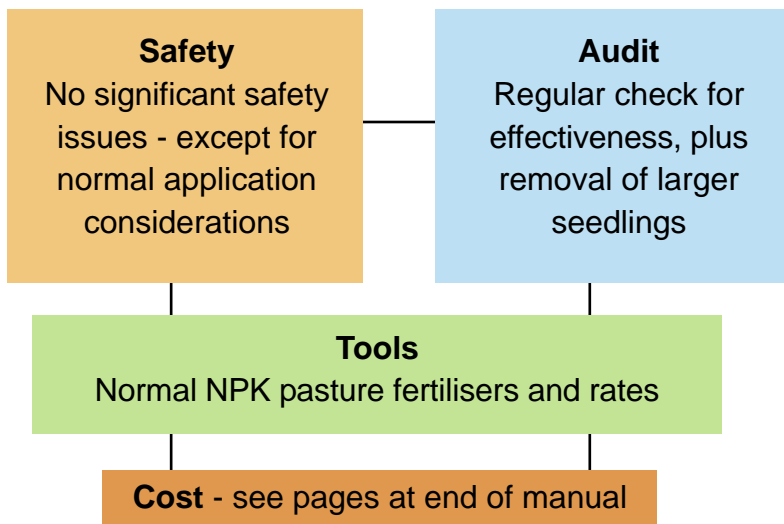 Safety
No significant safety
issues - except for
normal application
considerations
Audit
Regular check for
effectiveness, plus
removal of larger
seedlings
Tools
Normal NPK pasture fertilisers and rates
Cost - see pages at end of manual